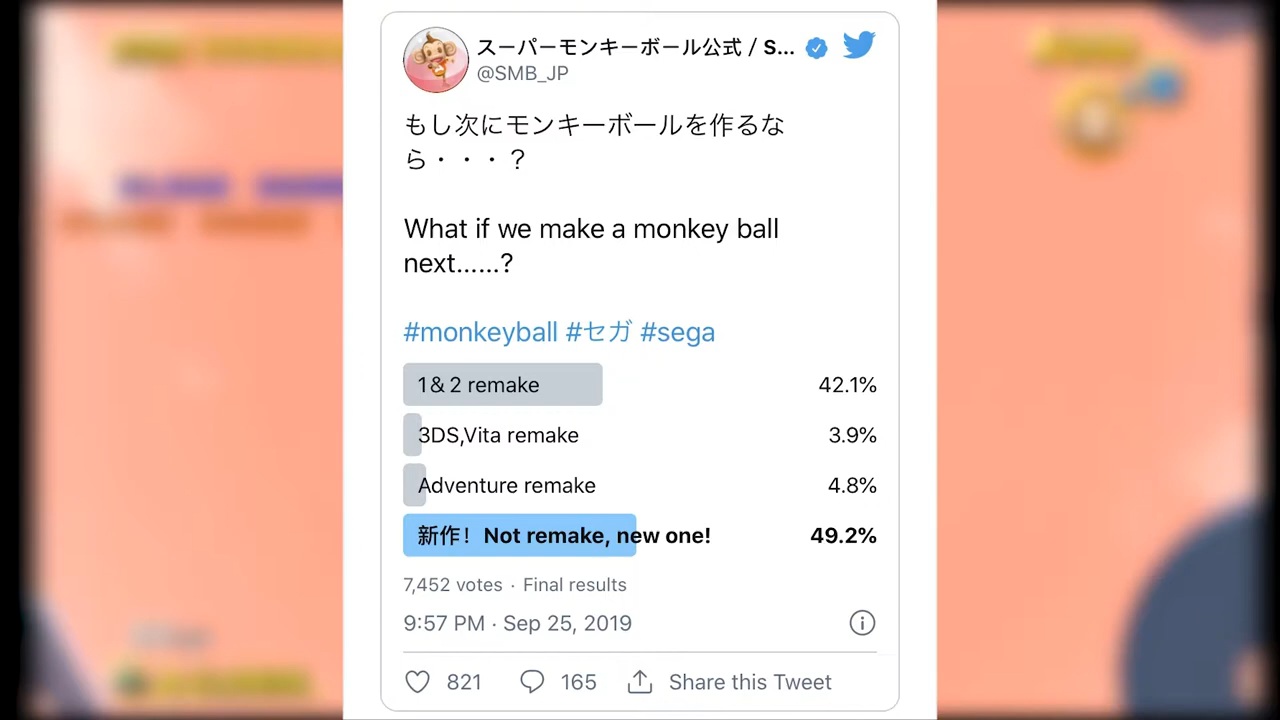 スーパーモンキーボール公式 / S...
@SMB_JP
もし次にモンキーボールを作るな
ら・・・？
What if we make a monkey ball
next......?
#monkeyball #セガ #sega
1& 2 remake 42.1%
3DS,Vita remake 3.9%
Adventure remake 4.8%
新作！Not remake, new one! 49.2%
7,452 votes · Final results
9:57 PM · Sep 25, 2019
821 165 Share this Tweet